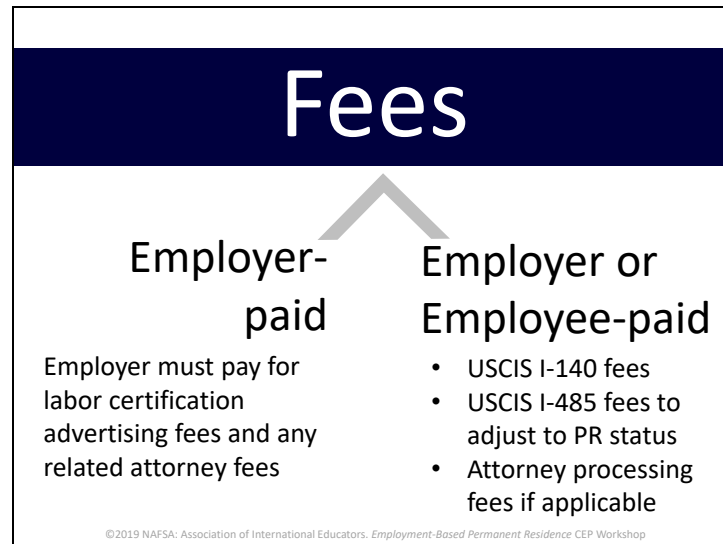 Fees
Employer-
paid
Employer must pay for
labor certification
advertising fees and any
related attorney fees
Employer or
Employee-paid
• USCIS I-140 fees
• USCIS I-485 fees to
adjust to PR status
• Attorney processing
fees if applicable
©2019 NAFSA: Association of International Educators. Employment-Based Permanent Residence CEP Workshop